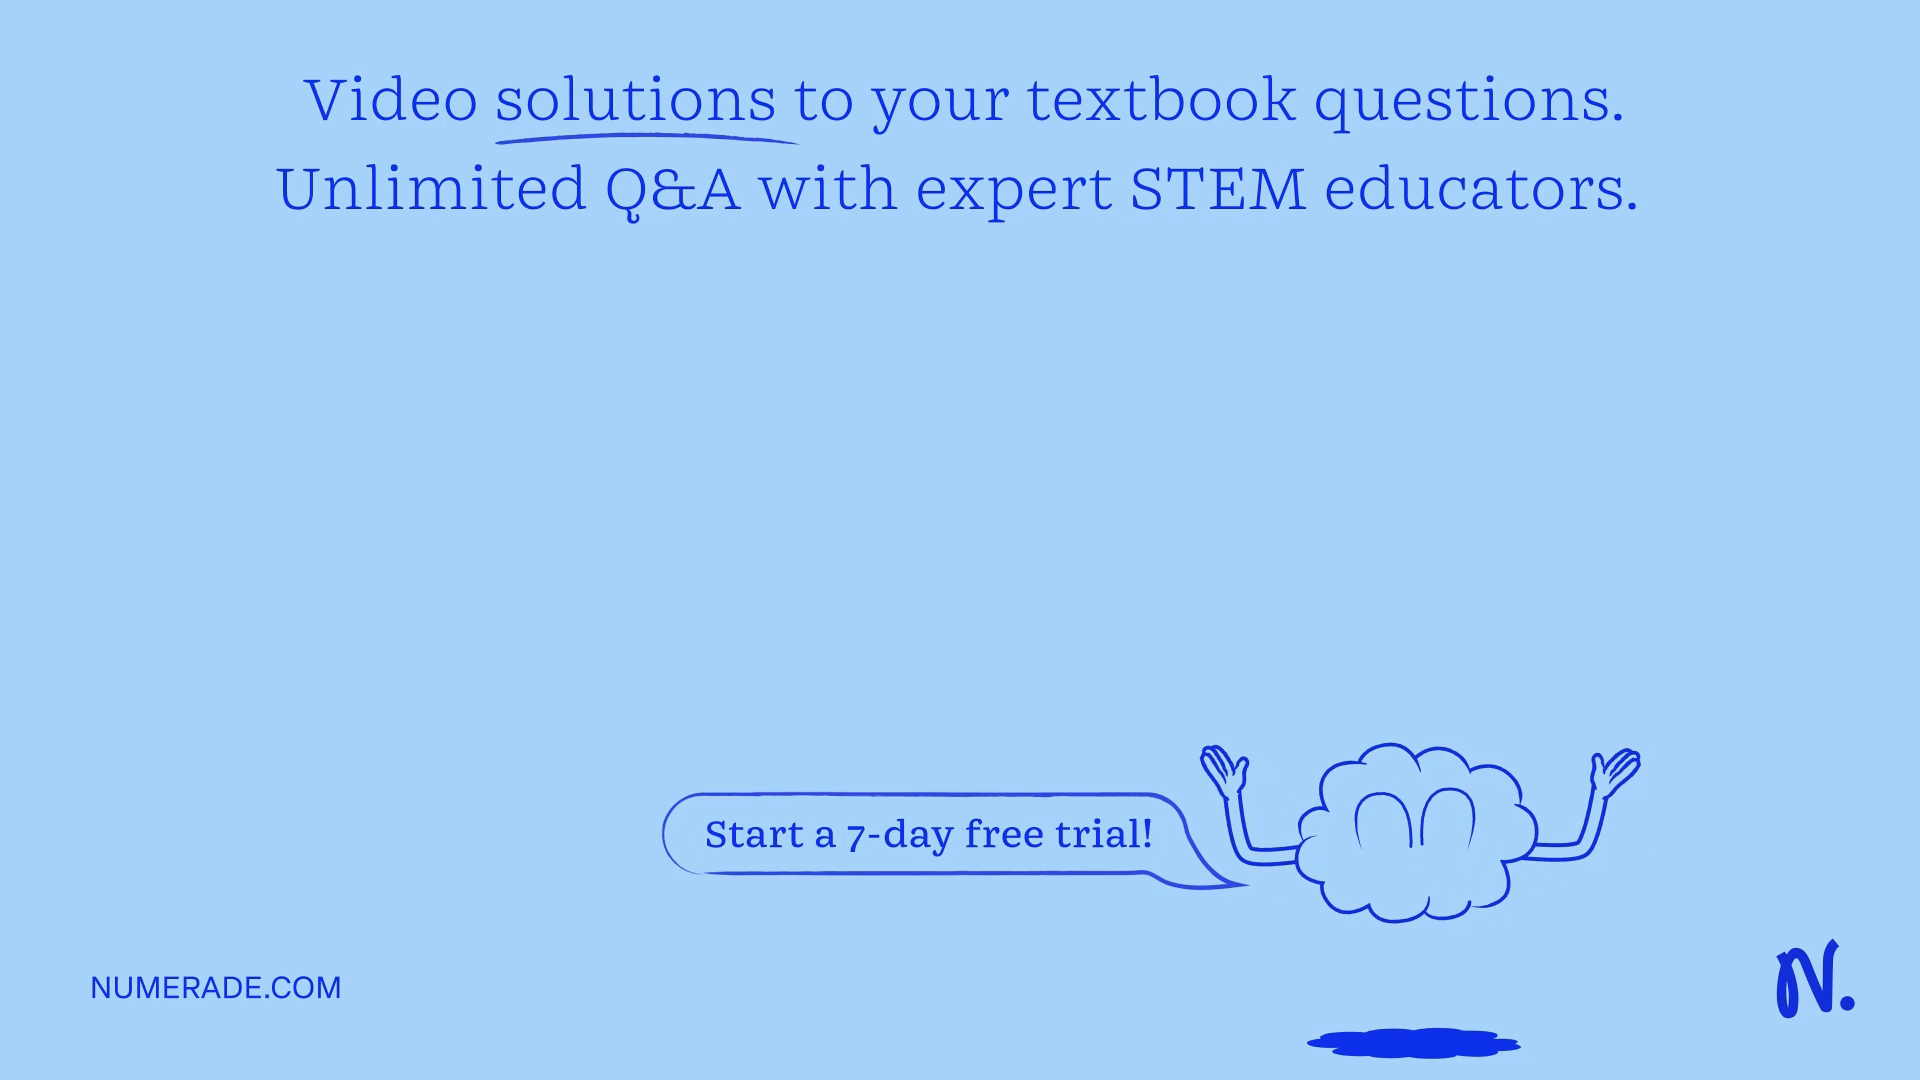 Video solutions to your textbook questions.
Unlimited Q&A with expert STEM educators.
Start a 7-day free trial!
NUMERADE.COM
N.